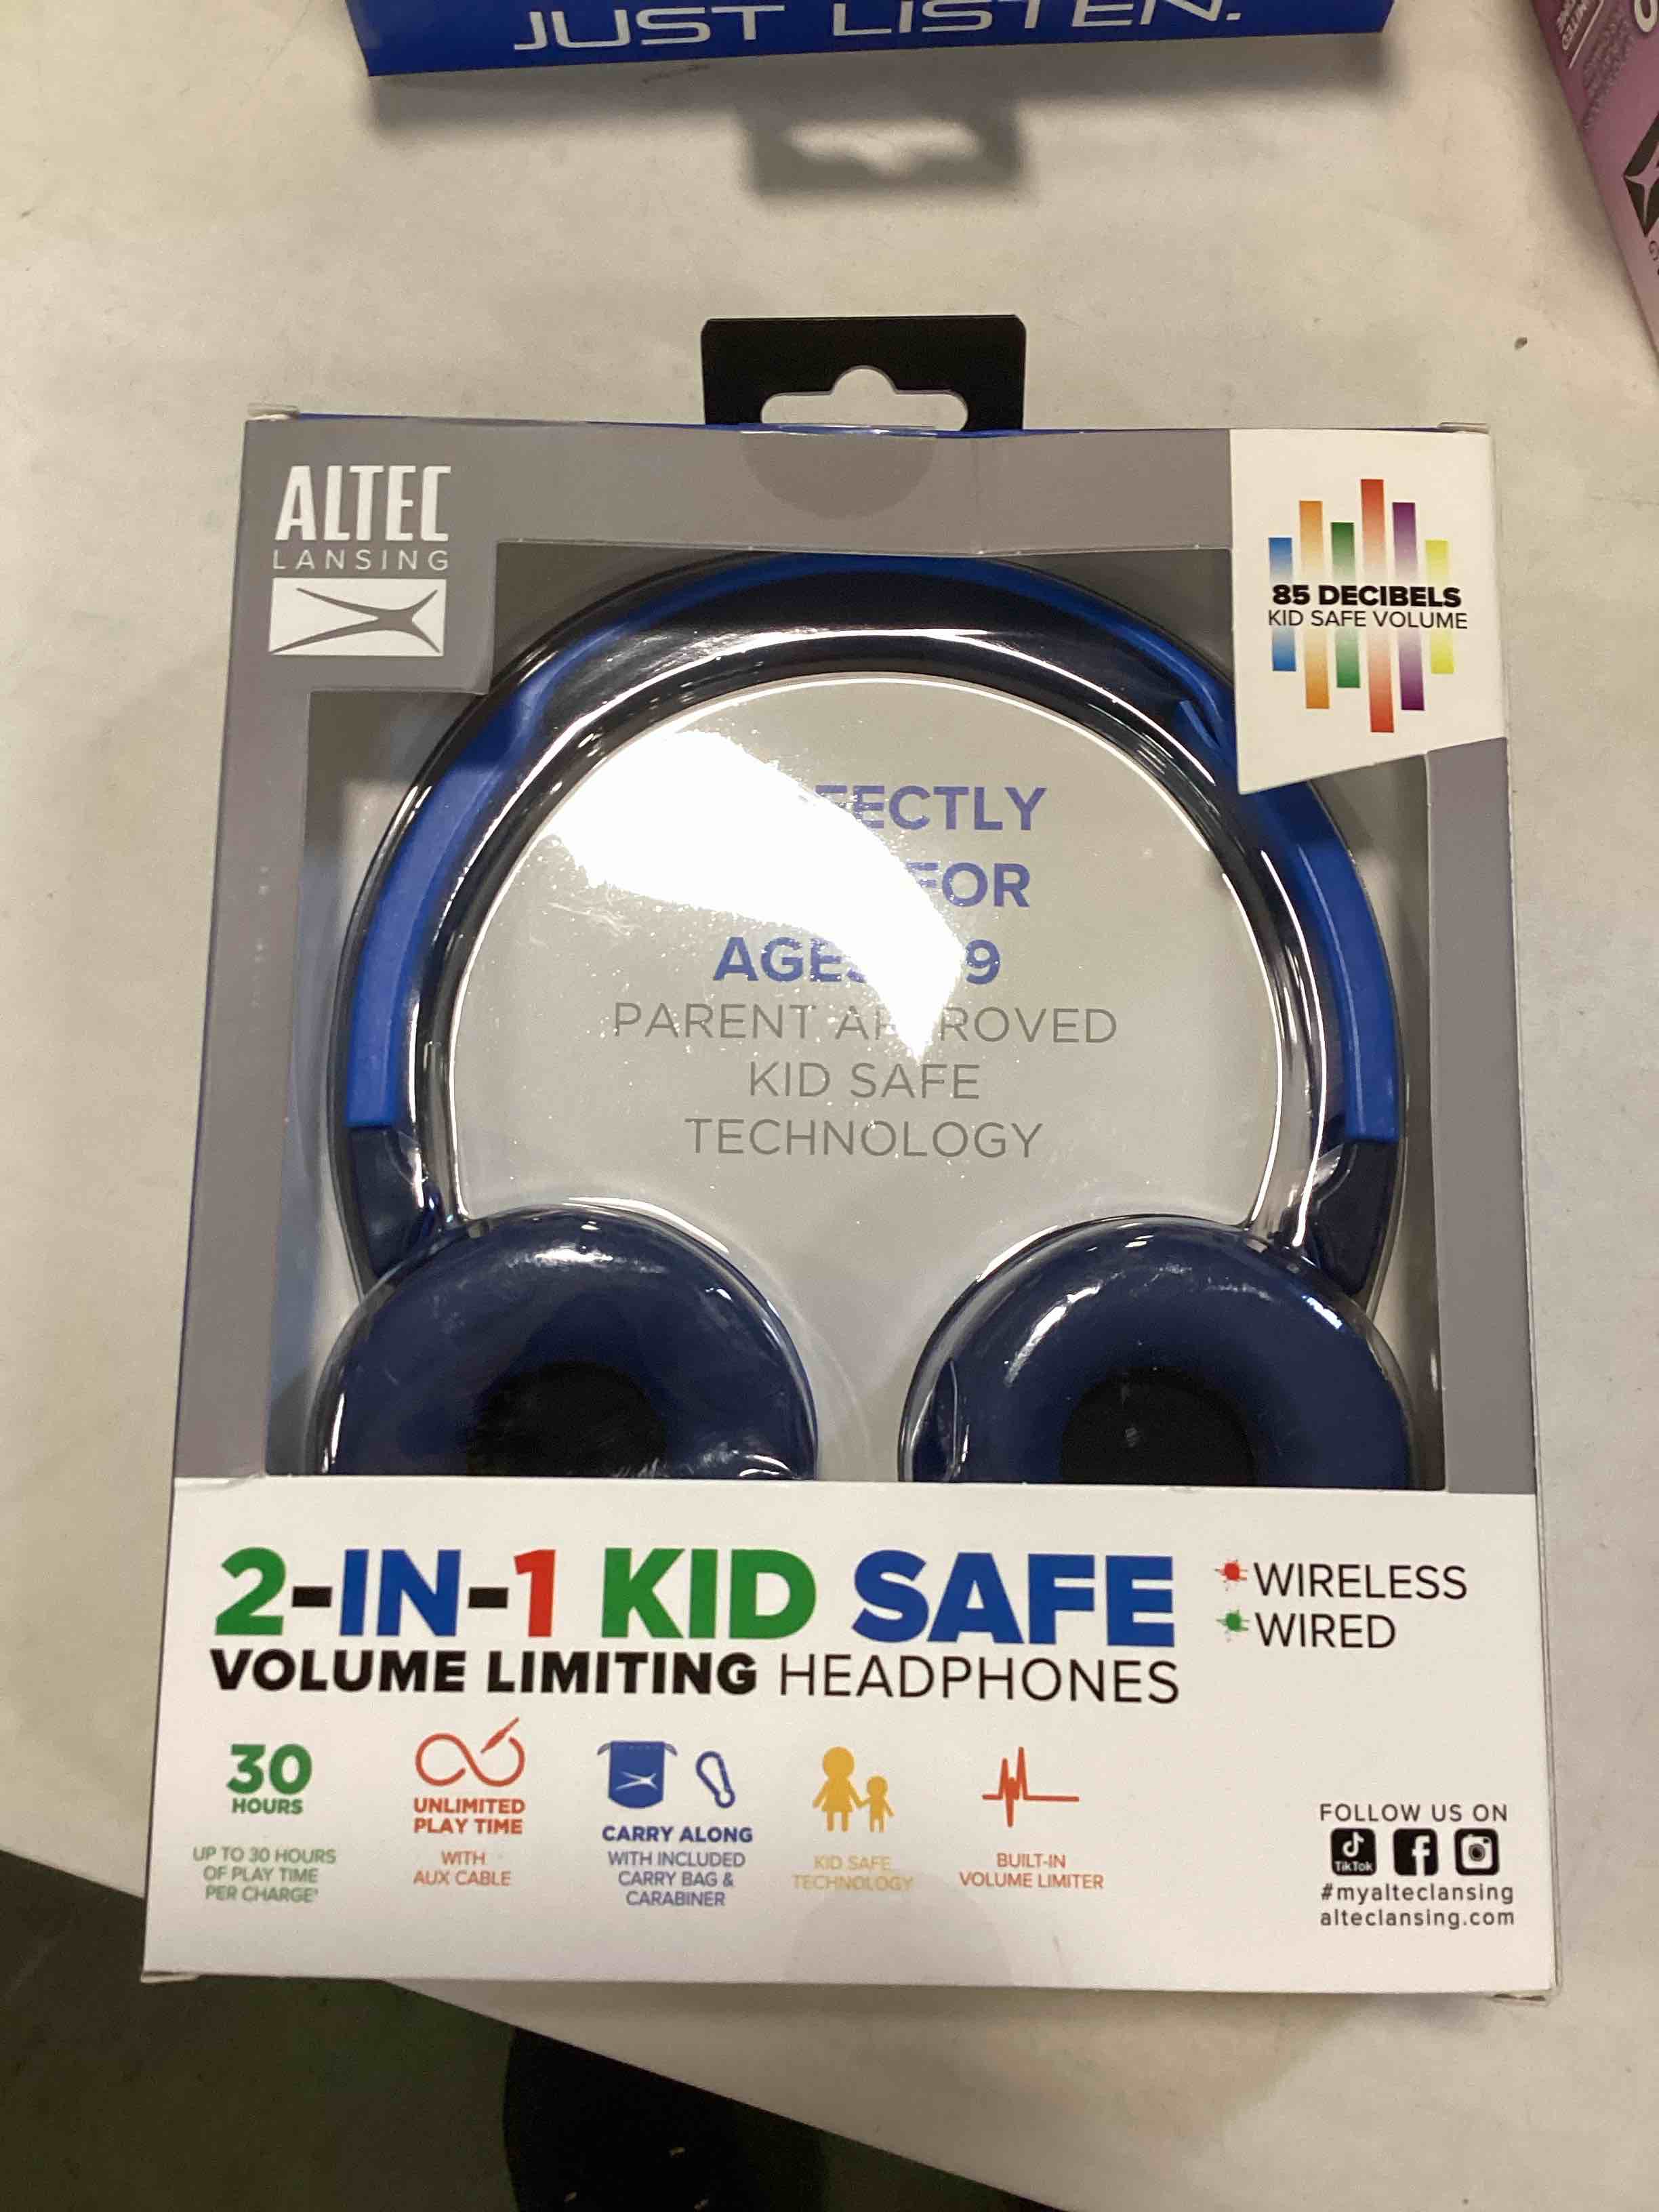 JUST LISTEN.
ALTEC
LANSING
85 DECIBELS
KID SAFE VOLUME
FOR
9
PARENT
KID SAFE
TECHNOLOGY
2-IN-1 KID SAFE
VOLUME LIMITING HEADPHONES
WIRELESS
WIRED
30
HOURS
UP TO 30 HOURS
OF PLAY TIME
PER CHARGE*
UNLIMITED
PLAY TIME
WITH
AUX CABLE
CARRY ALONG
WITH INCLUDED
CARRY BAG &
CARABINER
KID SAFE
TECHNOLOGY
BUILT-IN
VOLUME LIMITER
FOLLOW US ON
TikTok
#myalteclansing
alteclansing.com